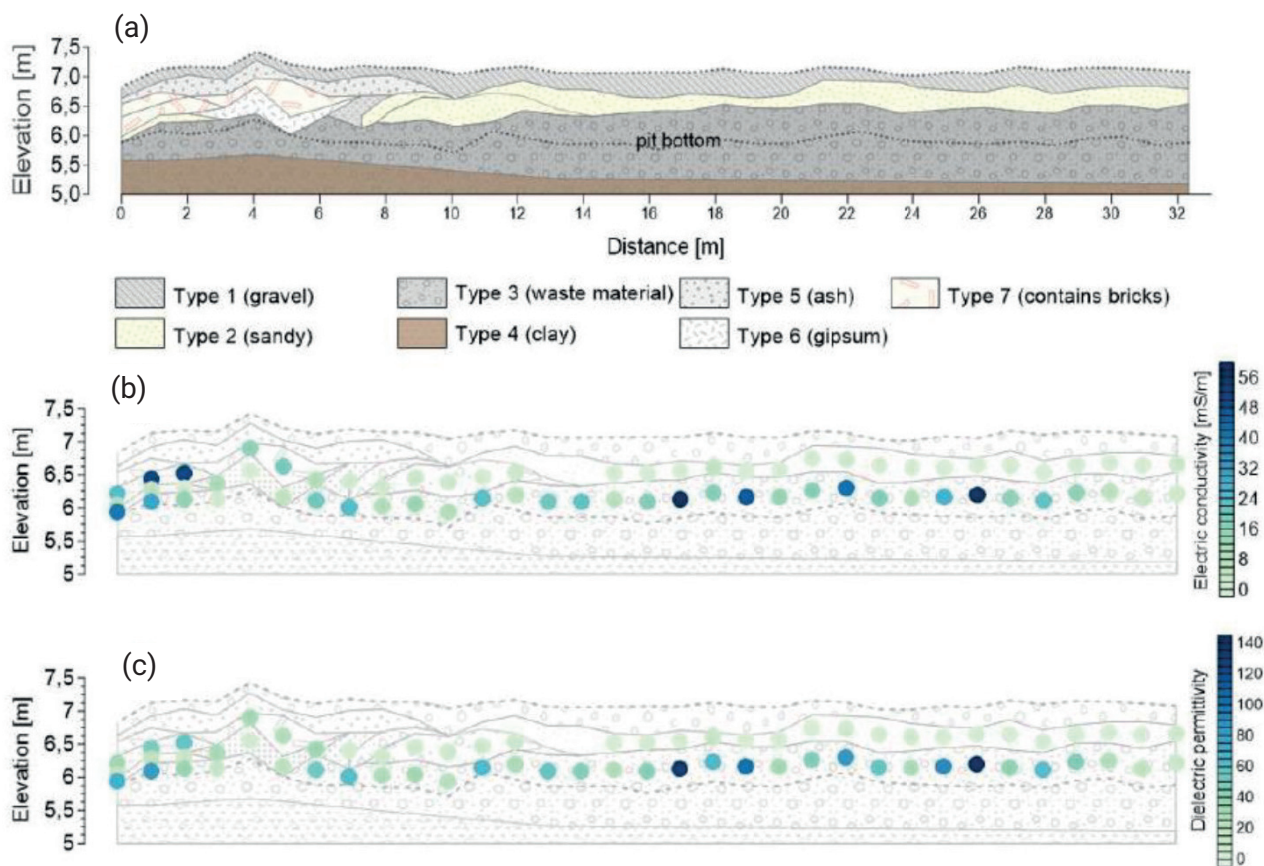 (a)
Elevation [m]
7,5
7,0
6,5
6,0
5,5
5,0
pit bottom
0 2 4 6 8 10 12 14 16 18 20 22 24 26 28 30 32
Distance [m]
Type 1 (gravel) Type 3 (waste material) Type 5 (ash) Type 7 (contains bricks)
Type 2 (sandy) Type 4 (clay) Type 6 (gipsum)
(b)
Elevation [m]
7,5
7
6,5
6
5,5
5
Electric conductivity [mS/m]
56
48
40
32
24
16
8
0
(c)
Elevation [m]
7,5
7
6,5
6
5,5
5
Dielectric permittivity
140
120
100
80
60
40
20
0